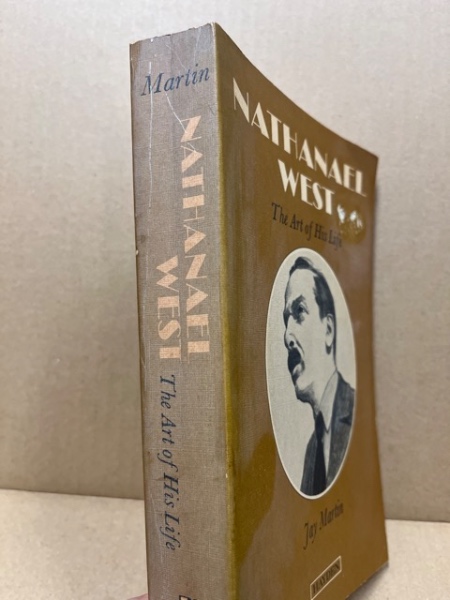 Martin
NATHANAEL
WEST
The Art of His Life
NATHANAEL
WEST
The Art of His Life
Jay Martin